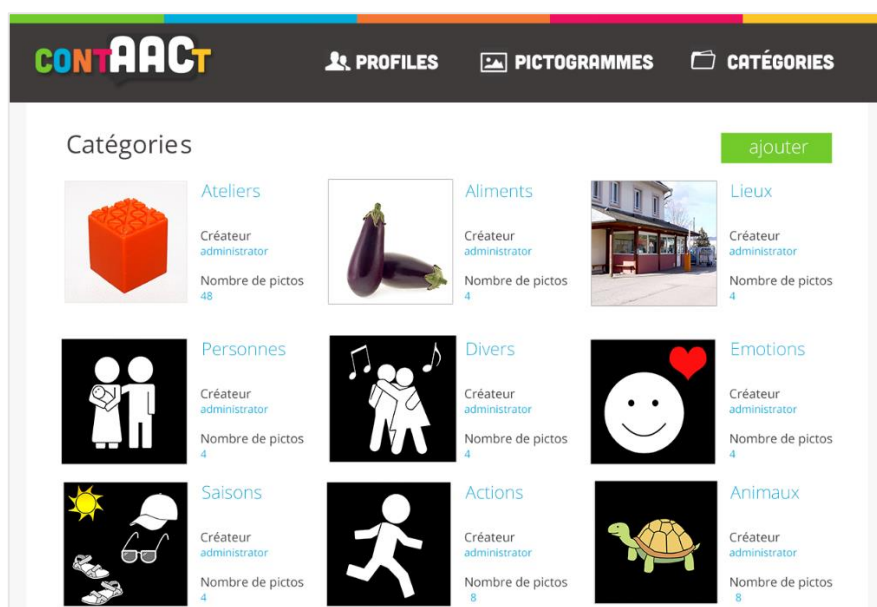 CONTAACT
PROFILES PICTOGRAMMES CATÉGORIES
Catégories
ajouter
Ateliers
Créateur
administrator
Nombre de pictos
48
Aliments
Créateur
administrator
Nombre de pictos
4
Lieux
Créateur
administrator
Nombre de pictos
4
Personnes
Créateur
administrator
Nombre de pictos
4
Divers
Créateur
administrator
Nombre de pictos
4
Emotions
Créateur
administrator
Nombre de pictos
4
Saisons
Créateur
administrator
Nombre de pictos
4
Actions
Créateur
administrator
Nombre de pictos
8
Animaux
Créateur
administrator
Nombre de pictos
8